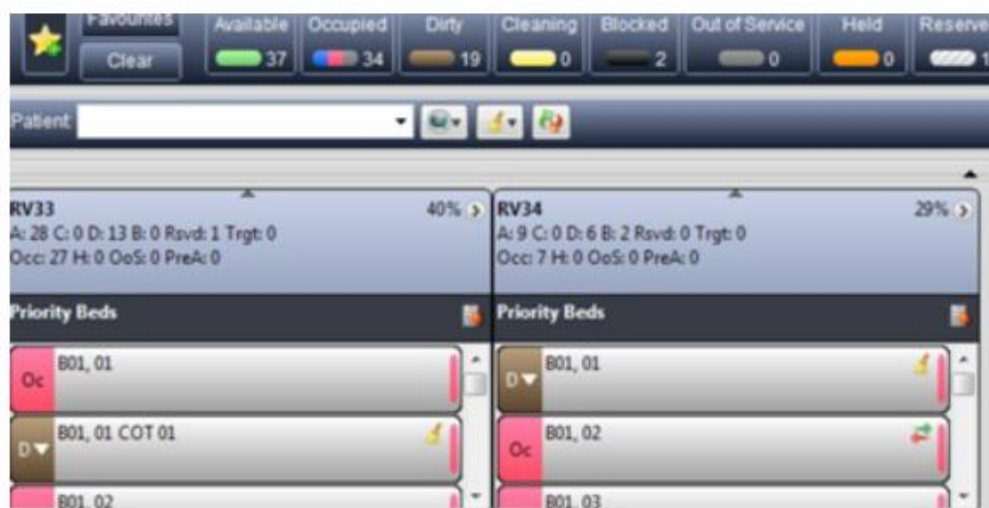 Favourites
Clear
Available
37
Occupied
34
Dirty
19
Cleaning
0
Blocked
2
Out of Service
0
Held
0
Reserve
1
Patient
RV33 40%
A: 28 C: 0 D: 13 B: 0 Rsvd: 1 Trgt: 0
Occ: 27 H: 0 OoS: 0 PreA: 0
Priority Beds
Oc B01, 01
D B01, 01 COT 01
B01, 02
RV34 29%
A: 9 C: 0 D: 6 B: 2 Rsvd: 0 Trgt: 0
Occ: 7 H: 0 OoS: 0 PreA: 0
Priority Beds
D B01, 01
Oc B01, 02
B01, 03